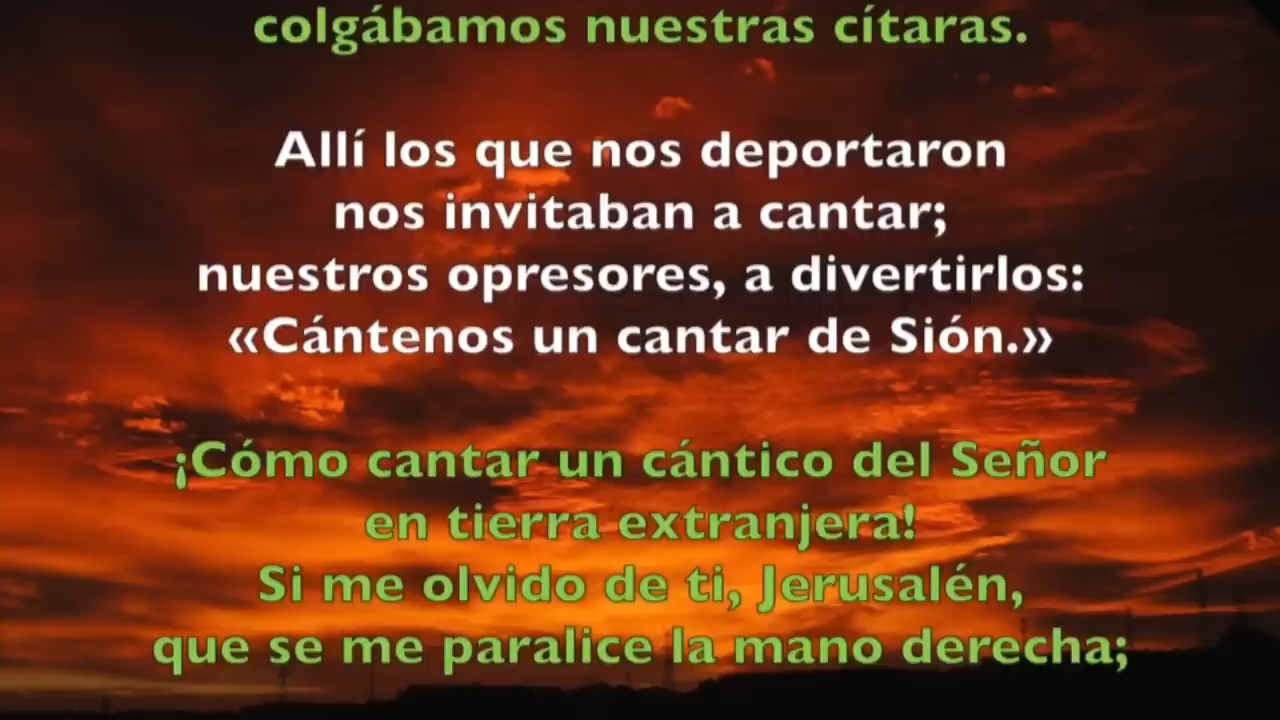 colgábamos nuestras cítaras.
Allí los que nos deportaron
nos invitaban a cantar;
nuestros opresores, a divertirlos:
«Cántenos un cantar de Sión.»
¡Cómo cantar un cántico del Señor
en tierra extranjera!
Si me olvido de ti, Jerusalén,
que se me paralice la mano derecha;